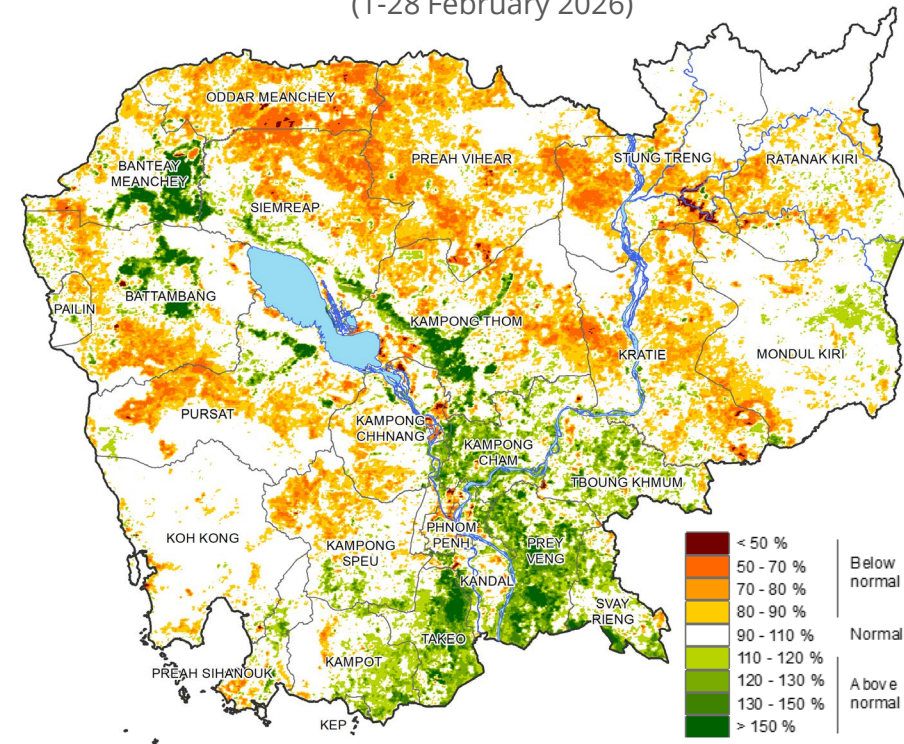 (1-28 February 2026)
ODDAR MEANCHEY
BANTEAY
MEANCHEY
PREAH VIHEAR
STUNG TRENG
RATANAK KIRI
SIEMREAP
BATTAMBANG
PAILIN
KAMPONG THOM
KRATIE
MONDUL KIRI
PURSAT
KAMPONG
CHHNANG
KAMPONG
CHAM
TBOUNG KHMUM
KOH KONG
KAMPONG
SPEU
PHNOM
PENH
PREY
VENG
KANDAL
SVAY
RIENG
TAKEO
KAMPOT
PREAH SIHANOUK
KEP
< 50 %
50 - 70 %
70 - 80 %
80 - 90 %
90 - 110 %
110 - 120 %
120 - 130 %
130 - 150 %
> 150 %
Below
normal
Normal
Above
normal